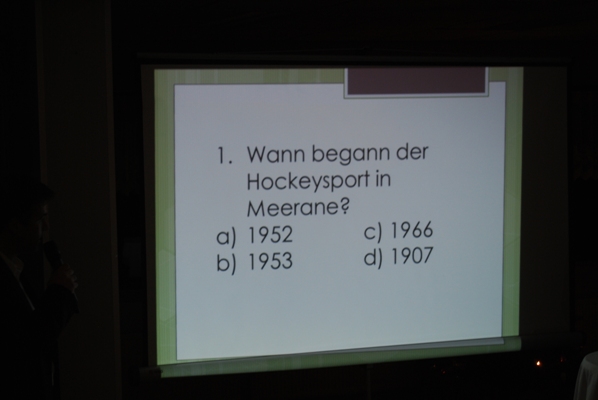 1. Wann begann der
Hockeysport in
Meerane?
a) 1952 c) 1966
b) 1953 d) 1907